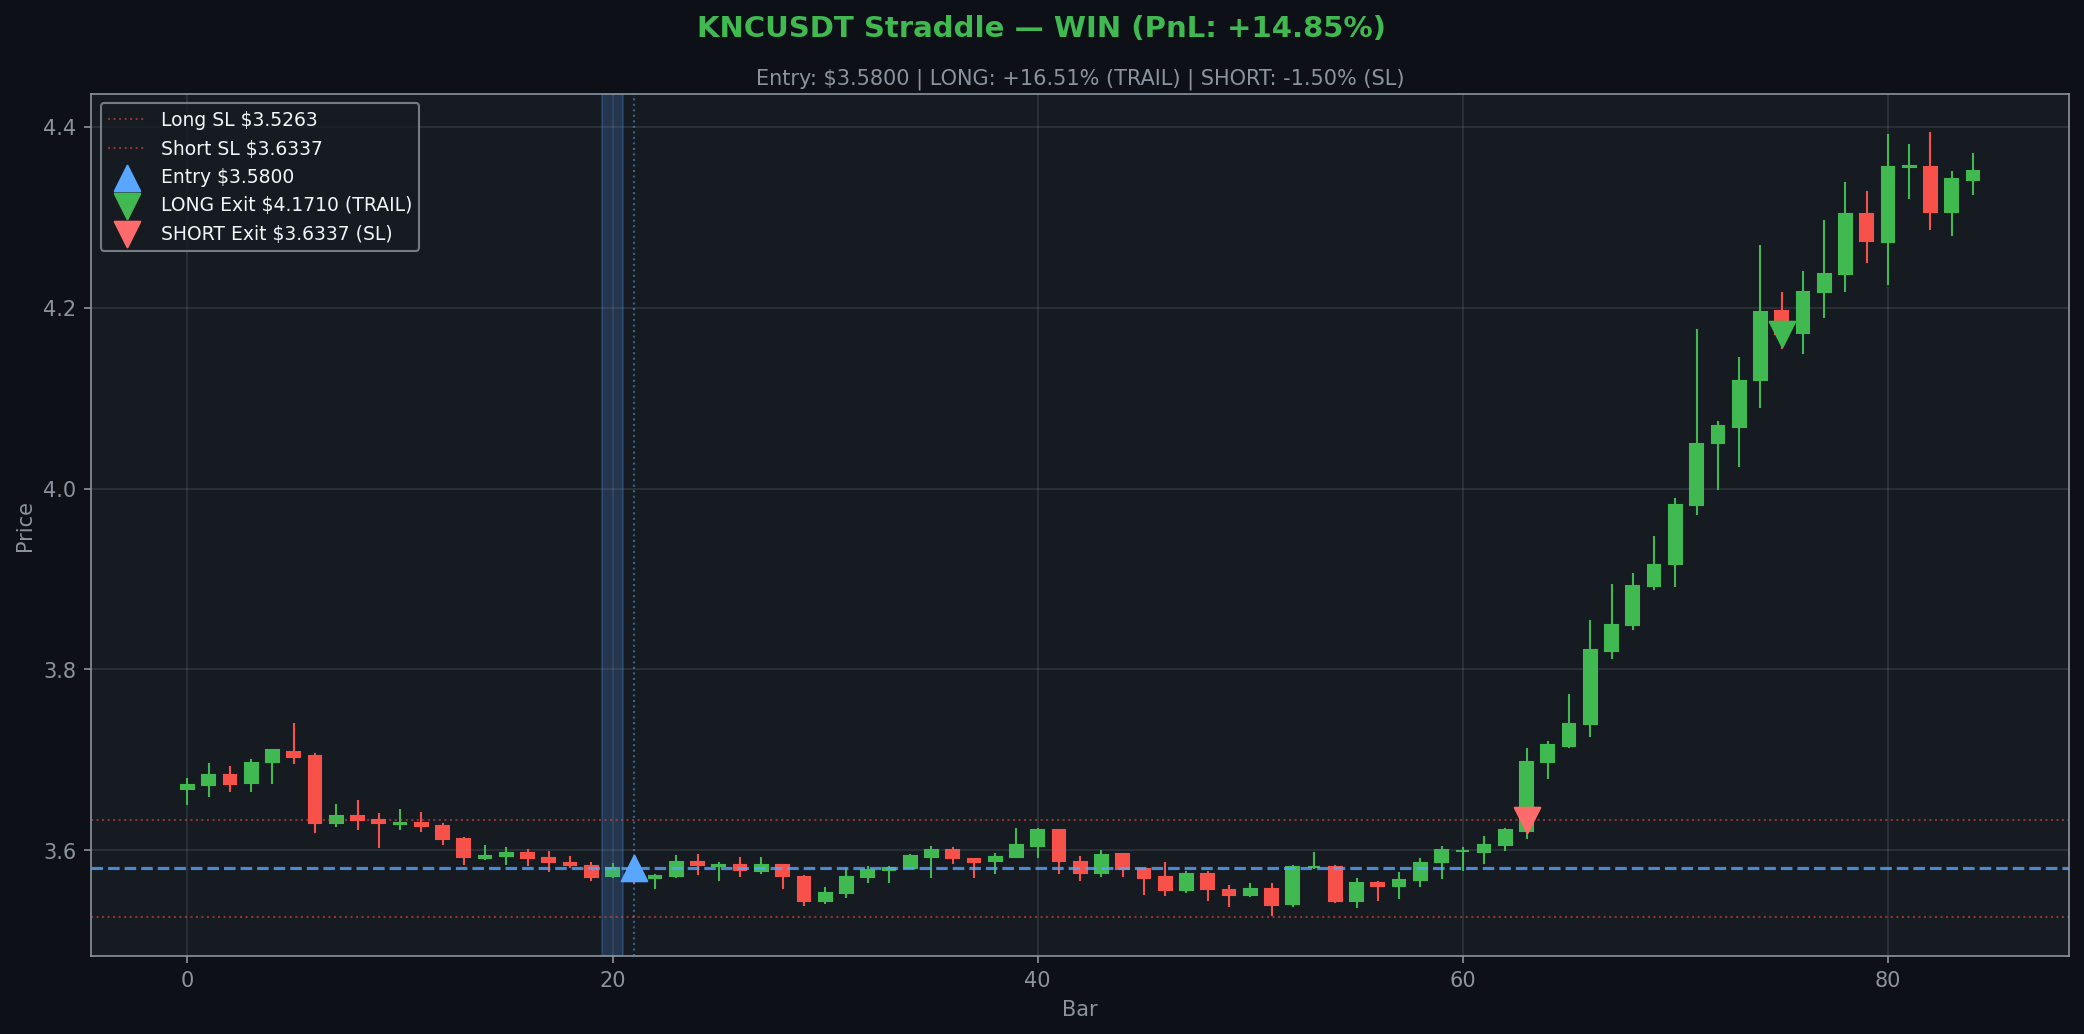 KNCUSDT Straddle — WIN (PnL: +14.85%)
Entry: $3.5800 | LONG: +16.51% (TRAIL) | SHORT: -1.50% (SL)
Long SL $3.5263
Short SL $3.6337
Entry $3.5800
LONG Exit $4.1710 (TRAIL)
SHORT Exit $3.6337 (SL)
4.4
4.2
4.0
3.8
3.6
Price
0
20
40
60
80
Bar